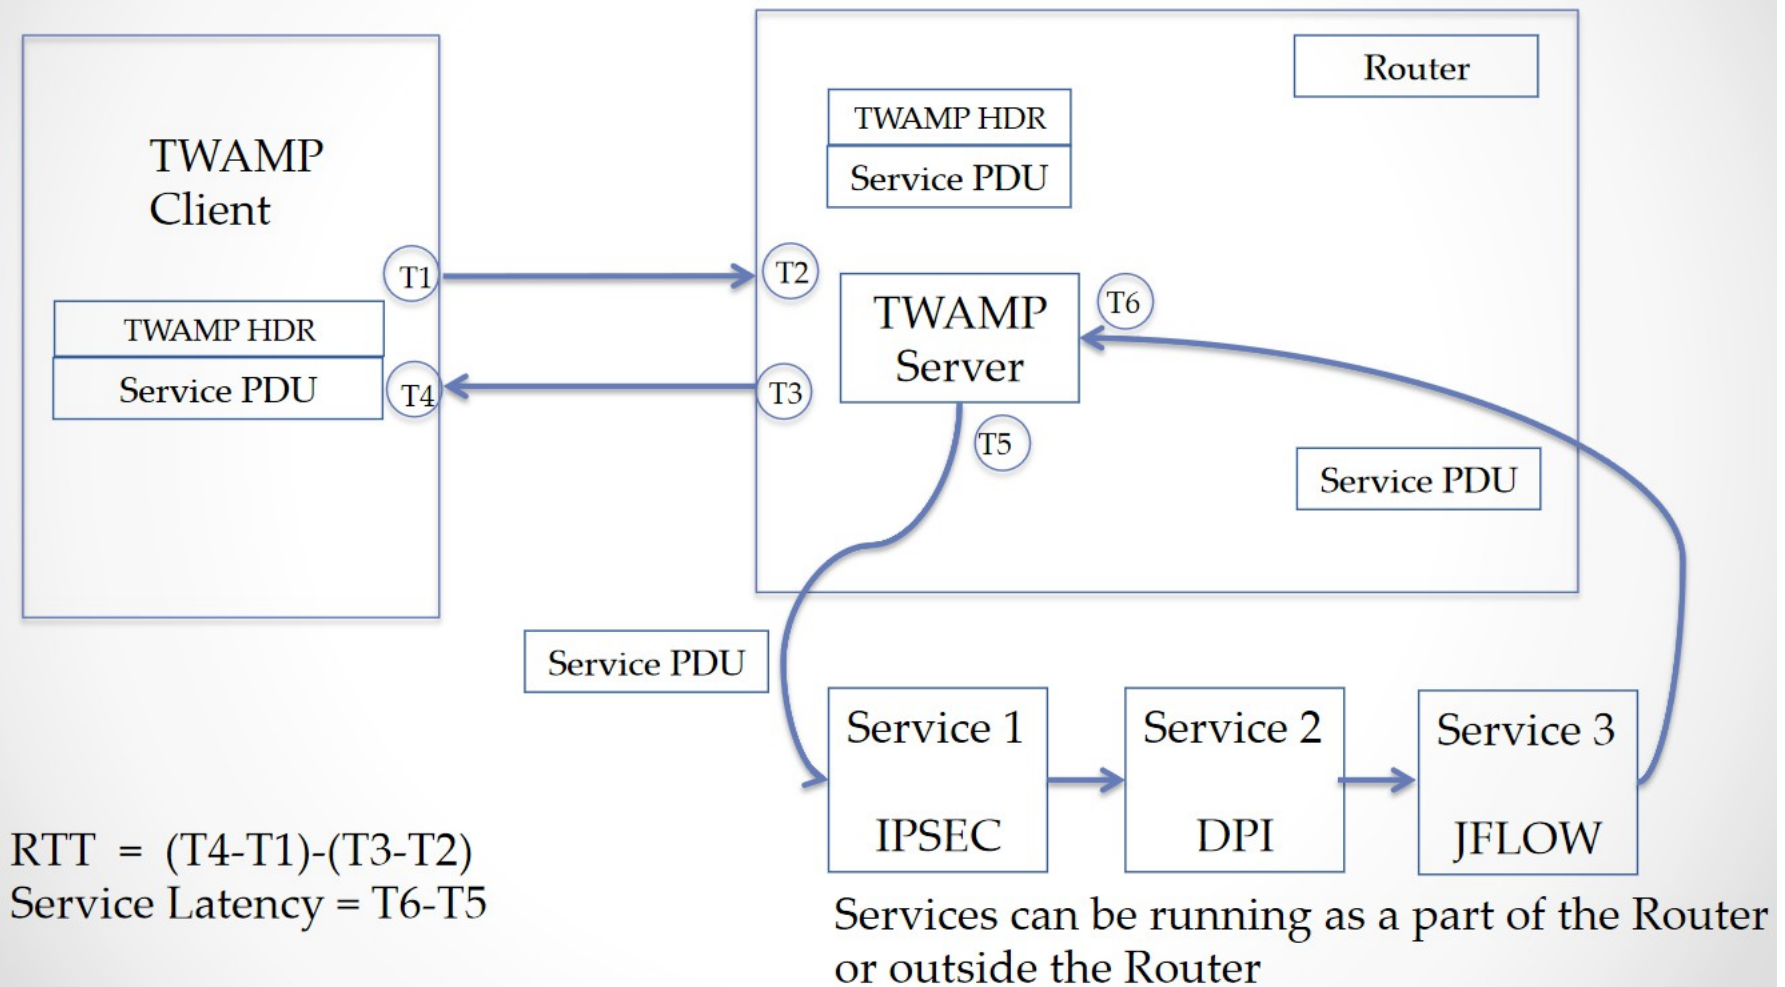 Router
TWAMP HDR
Service PDU
TWAMP
Client
T1
T2
TWAMP
Server
T6
TWAMP HDR
Service PDU
T4
T3
T5
Service PDU
Service PDU
Service 1
IPSEC
Service 2
DPI
Service 3
JFLOW
RTT = (T4-T1)-(T3-T2)
Service Latency = T6-T5
Services can be running as a part of the Router
or outside the Router